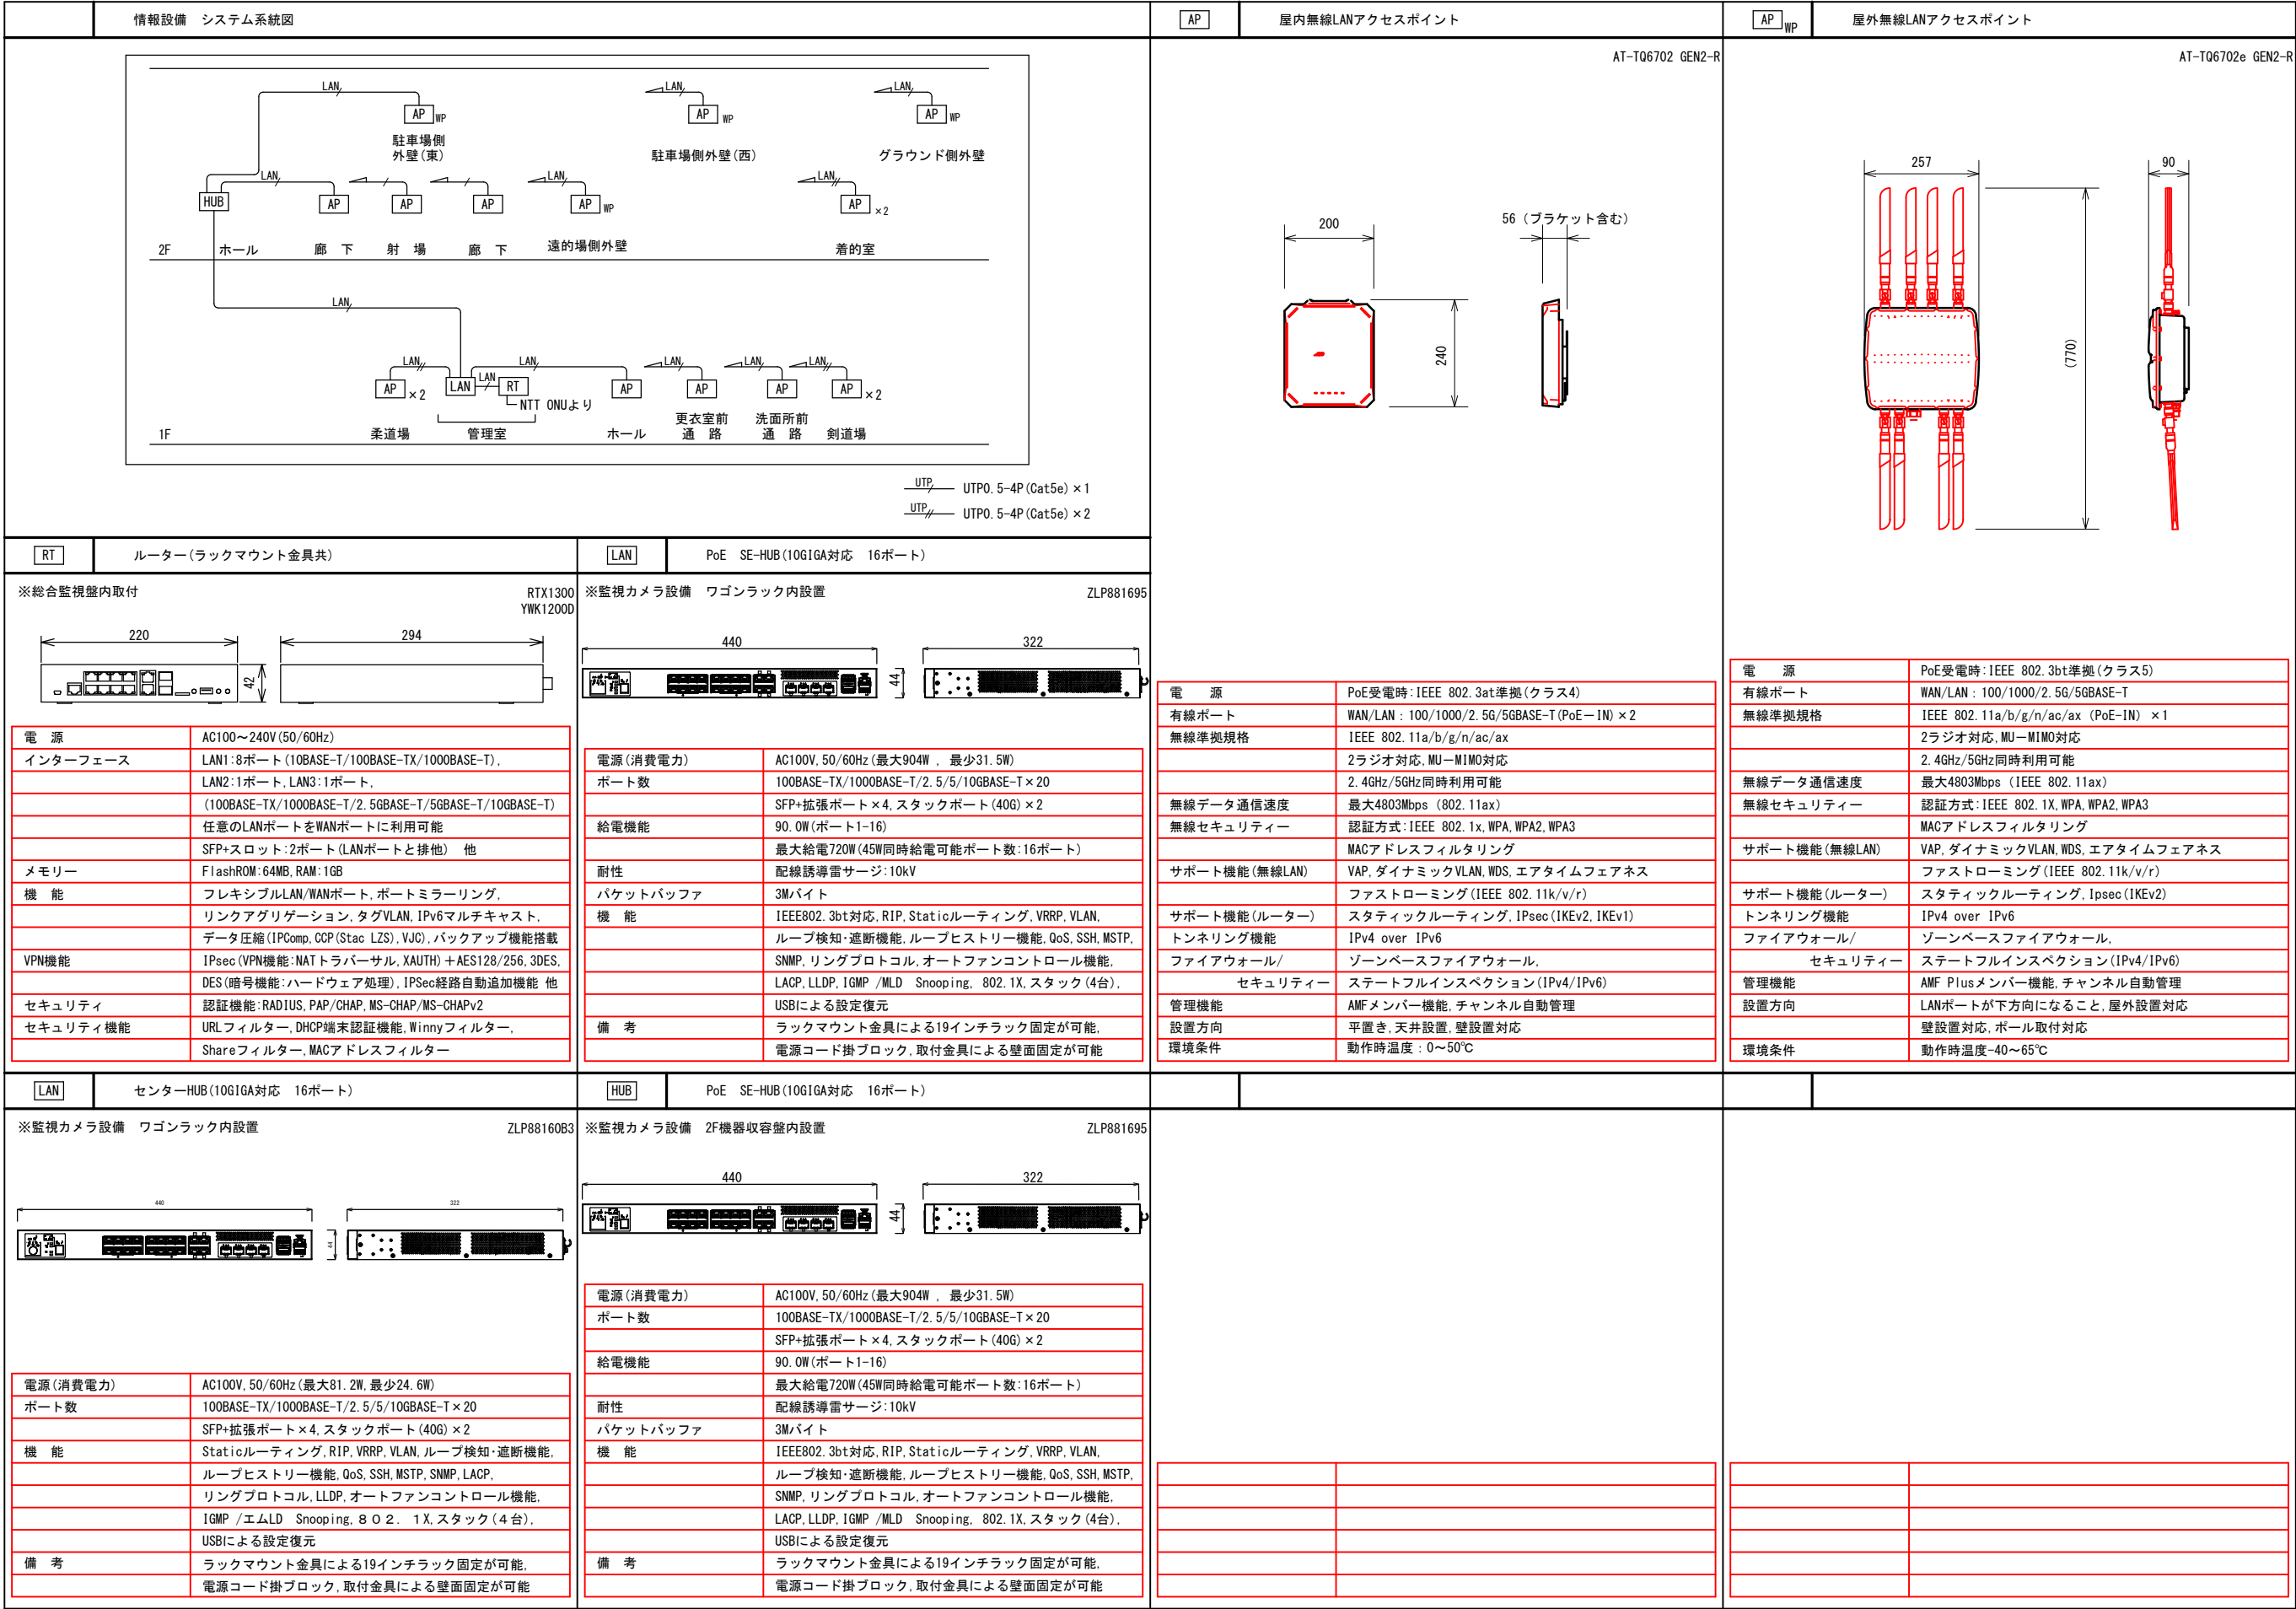 情報設備　システム系統図
LAN
AP WP
駐車場側
外壁(東)
LAN
AP WP
駐車場側外壁(西)
LAN
AP WP
グラウンド側外壁
HUB
LAN
AP
AP
AP
LAN
AP WP
LAN
AP ×2
2F
ホール
廊　下
射　場
廊　下
遠的場側外壁
着的室
LAN
LAN
AP ×2
LAN
LAN
RT
NTT ONUより
LAN
AP
LAN
AP
LAN
AP
LAN
AP ×2
更衣室前
通　路
洗面所前
通　路
1F
柔道場
管理室
ホール
剣道場
UTP UTP0.5-4P(Cat5e)×1
UTP UTP0.5-4P(Cat5e)×2
AP 屋内無線LANアクセスポイント
AT-TQ6702 GEN2-R
200
56（ブラケット含む）
240
電　源 PoE受電時:IEEE 802.3at準拠(クラス4)
有線ポート WAN/LAN：100/1000/2.5G/5GBASE-T(PoE－IN)×2
無線準拠規格 IEEE 802.11a/b/g/n/ac/ax
2ラジオ対応,MU－MIMO対応
2.4GHz/5GHz同時利用可能
無線データ通信速度 最大4803Mbps（802.11ax）
無線セキュリティー 認証方式:IEEE 802.1x,WPA,WPA2,WPA3
MACアドレスフィルタリング
サポート機能(無線LAN) VAP,ダイナミックVLAN,WDS,エアタイムフェアネス
ファストローミング(IEEE 802.11k/v/r)
サポート機能(ルーター) スタティックルーティング,IPsec(IKEv2,IKEv1)
トンネリング機能 IPv4 over IPv6
ファイアウォール/ ゾーンベースファイアウォール,
セキュリティー ステートフルインスペクション(IPv4/IPv6)
管理機能 AMFメンバー機能,チャンネル自動管理
設置方向 平置き,天井設置,壁設置対応
環境条件 動作時温度：0～50℃
AP WP 屋外無線LANアクセスポイント
AT-TQ6702e GEN2-R
257
90
(770)
電　源 PoE受電時:IEEE 802.3bt準拠(クラス5)
有線ポート WAN/LAN：100/1000/2.5G/5GBASE-T
無線準拠規格 IEEE 802.11a/b/g/n/ac/ax（PoE-IN）×1
2ラジオ対応,MU－MIMO対応
2.4GHz/5GHz同時利用可能
無線データ通信速度 最大4803Mbps（IEEE 802.11ax）
無線セキュリティー 認証方式:IEEE 802.1X,WPA,WPA2,WPA3
MACアドレスフィルタリング
サポート機能(無線LAN) VAP,ダイナミックVLAN,WDS,エアタイムフェアネス
ファストローミング(IEEE 802.11k/v/r)
サポート機能(ルーター) スタティックルーティング,Ipsec(IKEv2)
トンネリング機能 IPv4 over IPv6
ファイアウォール/ ゾーンベースファイアウォール,
セキュリティー ステートフルインスペクション(IPv4/IPv6)
管理機能 AMF Plusメンバー機能,チャンネル自動管理
設置方向 LANポートが下方向になること,屋外設置対応
壁設置対応,ポール取付対応
環境条件 動作時温度-40～65℃
RT ルーター(ラックマウント金具共)
※総合監視盤内取付
RTX1300
YWK1200D
220
294
42
電　源 AC100～240V(50/60Hz)
インターフェース LAN1:8ポート(10BASE-T/100BASE-TX/1000BASE-T),
LAN2:1ポート,LAN3:1ポート,
(100BASE-TX/1000BASE-T/2.5GBASE-T/5GBASE-T/10GBASE-T)
任意のLANポートをWANポートに利用可能
SFP+スロット:2ポート(LANポートと排他)　他
メモリー FlashROM:64MB,RAM:1GB
機　能 フレキシブルLAN/WANポート,ポートミラーリング,
リンクアグリゲーション,タグVLAN,IPv6マルチキャスト,
データ圧縮(IPComp,CCP(Stac LZS),VJC),バックアップ機能搭載
VPN機能 IPsec(VPN機能:NATトラバーサル,XAUTH)＋AES128/256,3DES,
DES(暗号機能:ハードウェア処理),IPSec経路自動追加機能 他
セキュリティ 認証機能:RADIUS,PAP/CHAP,MS-CHAP/MS-CHAPv2
セキュリティ機能 URLフィルター,DHCP端末認証機能,Winnyフィルター,
Shareフィルター,MACアドレスフィルター
LAN PoE　SE-HUB(10GIGA対応　16ポート)
※監視カメラ設備　ワゴンラック内設置
ZLP881695
440
322
44
電源(消費電力) AC100V,50/60Hz(最大904W , 最少31.5W)
ポート数 100BASE-TX/1000BASE-T/2.5/5/10GBASE-T×20
SFP+拡張ポート×4,スタックポート(40G)×2
給電機能 90.0W(ポート1-16)
最大給電720W(45W同時給電可能ポート数:16ポート)
耐性 配線誘導雷サージ:10kV
パケットバッファ 3Mバイト
機　能 IEEE802.3bt対応,RIP,Staticルーティング,VRRP,VLAN,
ループ検知･遮断機能,ループヒストリー機能,QoS,SSH,MSTP,
SNMP,リングプロトコル,オートファンコントロール機能,
LACP,LLDP,IGMP /MLD　Snooping, 802.1X,スタック(4台),
USBによる設定復元
備　考 ラックマウント金具による19インチラック固定が可能,
電源コード掛ブロック,取付金具による壁面固定が可能
LAN センターHUB(10GIGA対応　16ポート)
※監視カメラ設備　ワゴンラック内設置
ZLP88160B3
440
322
44
電源(消費電力) AC100V,50/60Hz(最大81.2W,最少24.6W)
ポート数 100BASE-TX/1000BASE-T/2.5/5/10GBASE-T×20
SFP+拡張ポート×4,スタックポート(40G)×2
機　能 Staticルーティング,RIP,VRRP,VLAN,ループ検知･遮断機能,
ループヒストリー機能,QoS,SSH,MSTP,SNMP,LACP,
リングプロトコル,LLDP,オートファンコントロール機能,
IGMP /エムLD　Snooping,８０２．１X,スタック(４台),
USBによる設定復元
備　考 ラックマウント金具による19インチラック固定が可能,
電源コード掛ブロック,取付金具による壁面固定が可能
HUB PoE　SE-HUB(10GIGA対応　16ポート)
※監視カメラ設備　2F機器収容盤内設置
ZLP881695
440
322
44
電源(消費電力) AC100V,50/60Hz(最大904W , 最少31.5W)
ポート数 100BASE-TX/1000BASE-T/2.5/5/10GBASE-T×20
SFP+拡張ポート×4,スタックポート(40G)×2
給電機能 90.0W(ポート1-16)
最大給電720W(45W同時給電可能ポート数:16ポート)
耐性 配線誘導雷サージ:10kV
パケットバッファ 3Mバイト
機　能 IEEE802.3bt対応,RIP,Staticルーティング,VRRP,VLAN,
ループ検知･遮断機能,ループヒストリー機能,QoS,SSH,MSTP,
SNMP,リングプロトコル,オートファンコントロール機能,
LACP,LLDP,IGMP /MLD　Snooping, 802.1X,スタック(4台),
USBによる設定復元
備　考 ラックマウント金具による19インチラック固定が可能,
電源コード掛ブロック,取付金具による壁面固定が可能